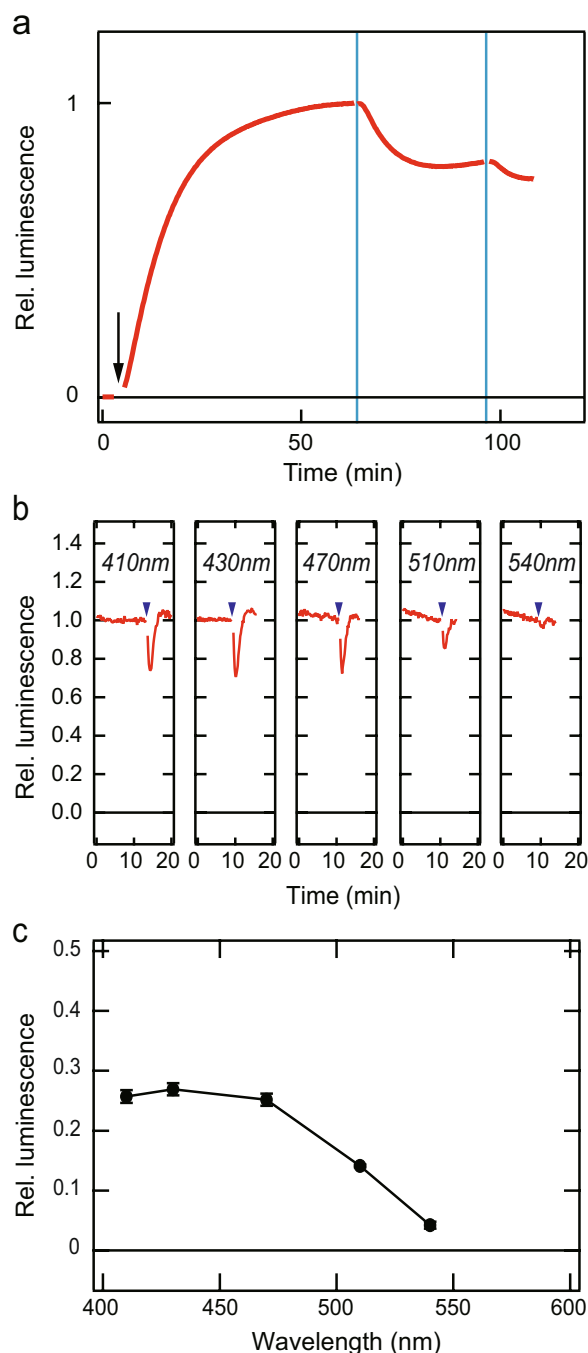 a
Rel. luminescence
1
0
0 50 100
Time (min)
b
Rel. luminescence
1.4
1.2
1.0
0.8
0.6
0.4
0.2
0.0
410nm 430nm 470nm 510nm 540nm
0 10 20 0 10 20 0 10 20 0 10 20 0 10 20
Time (min)
c
Rel. luminescence
0.5
0.4
0.3
0.2
0.1
0
400 450 500 550 600
Wavelength (nm)